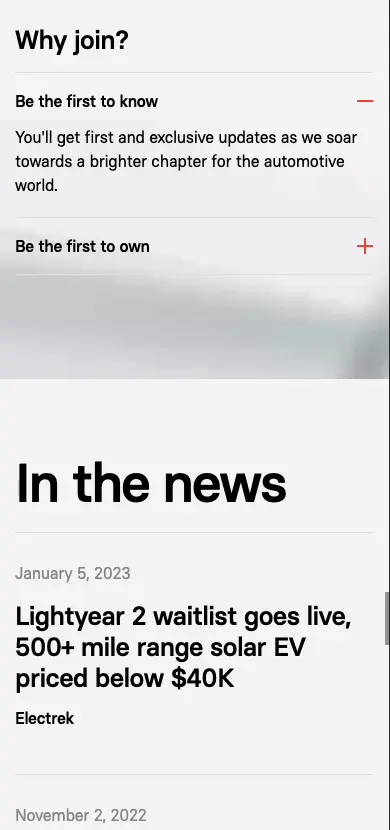 Why join?
Be the first to know
You'll get first and exclusive updates as we soar
towards a brighter chapter for the automotive
world.
Be the first to own
In the news
January 5, 2023
Lightyear 2 waitlist goes live,
500+ mile range solar EV
priced below $40K
Electrek
November 2, 2022